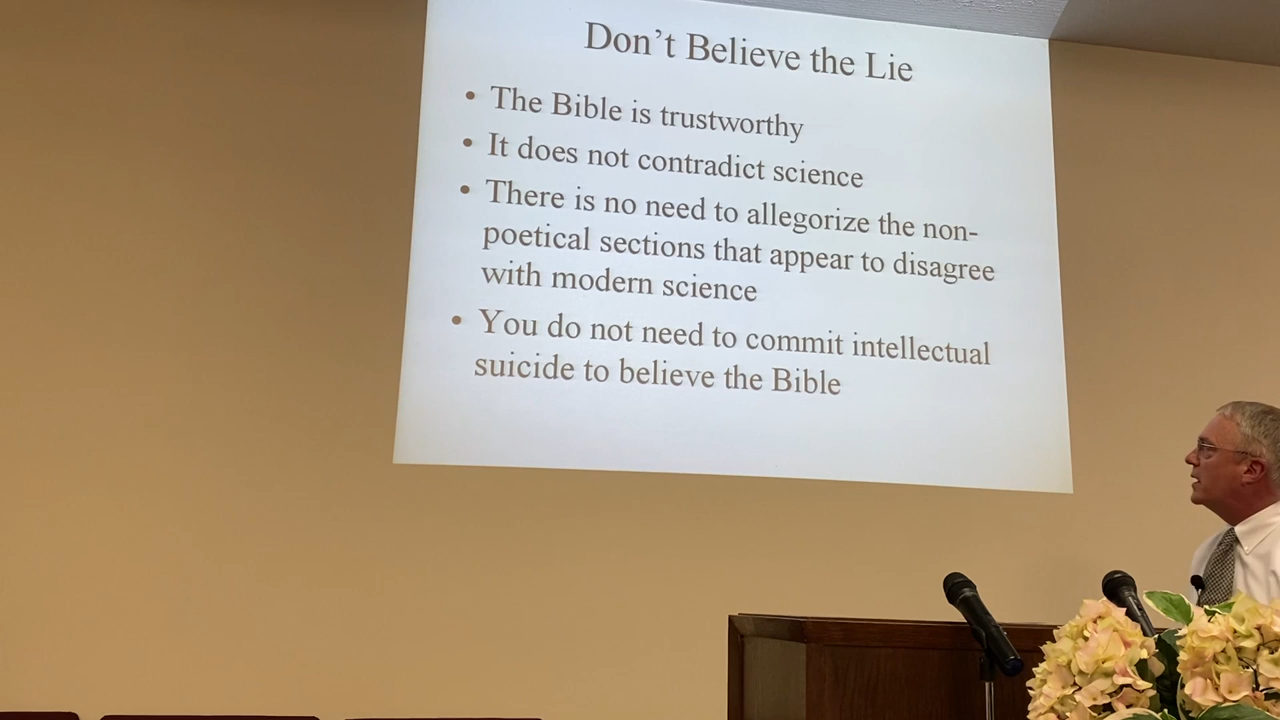 Don't Believe the Lie
• The Bible is trustworthy
• It does not contradict science
• There is no need to allegorize the non-
poetical sections that appear to disagree
with modern science
• You do not need to commit intellectual
suicide to believe the Bible